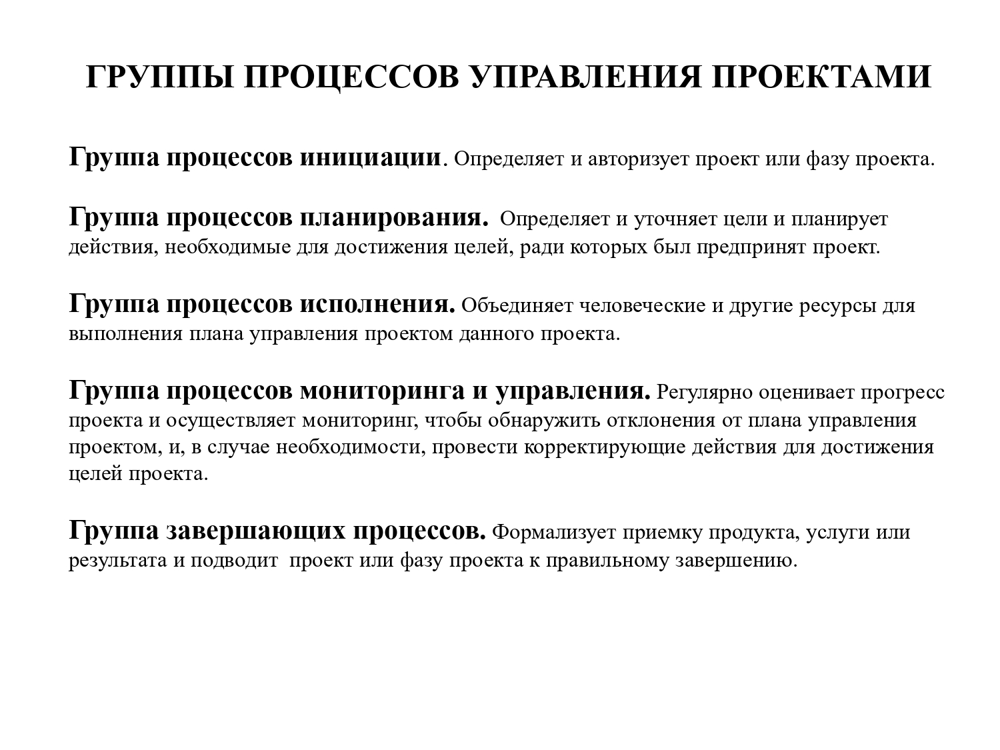 ГРУППЫ ПРОЦЕССОВ УПРАВЛЕНИЯ ПРОЕКТАМИ
Группа процессов инициации. Определяет и авторизует проект или фазу проекта.
Группа процессов планирования.  Определяет и уточняет цели и планирует
действия, необходимые для достижения целей, ради которых был предпринят проект.
Группа процессов исполнения. Объединяет человеческие и другие ресурсы для
выполнения плана управления проектом данного проекта.
Группа процессов мониторинга и управления. Регулярно оценивает прогресс
проекта и осуществляет мониторинг, чтобы обнаружить отклонения от плана управления
проектом, и, в случае необходимости, провести корректирующие действия для достижения
целей проекта.
Группа завершающих процессов. Формализует приемку продукта, услуги или
результата и подводит  проект или фазу проекта к правильному завершению.